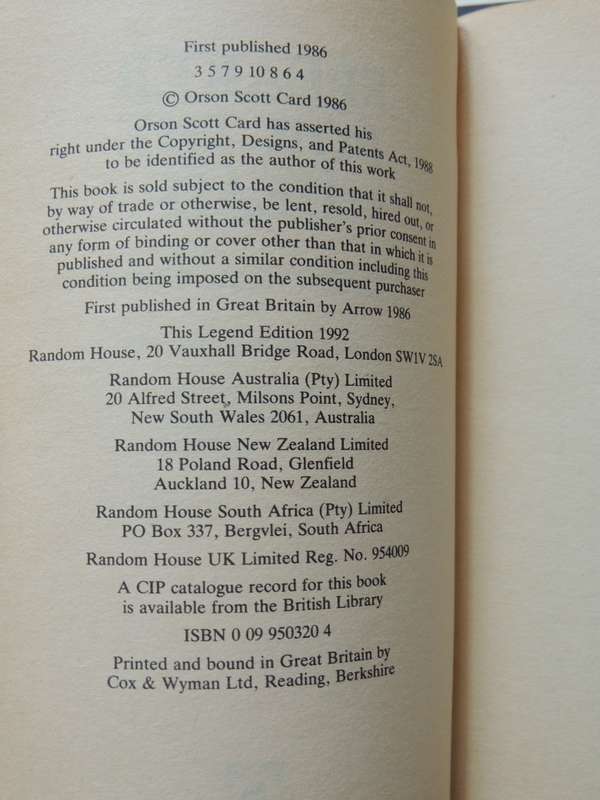 First published 1986
3 5 7 9 10 8 6 4
© Orson Scott Card 1986
Orson Scott Card has asserted his
right under the Copyright, Designs, and Patents Act, 1988
to be identified as the author of this work
This book is sold subject to the condition that it shall not,
by way of trade or otherwise, be lent, resold, hired out, or
otherwise circulated without the publisher's prior consent in
any form of binding or cover other than that in which it is
published and without a similar condition including this
condition being imposed on the subsequent purchaser
First published in Great Britain by Arrow 1986
This Legend Edition 1992
Random House, 20 Vauxhall Bridge Road, London SW1V 2SA
Random House Australia (Pty) Limited
20 Alfred Street, Milsons Point, Sydney,
New South Wales 2061, Australia
Random House New Zealand Limited
18 Poland Road, Glenfield
Auckland 10, New Zealand
Random House South Africa (Pty) Limited
PO Box 337, Bergvlei, South Africa
Random House UK Limited Reg. No. 954009
A CIP catalogue record for this book
is available from the British Library
ISBN 0 09 950320 4
Printed and bound in Great Britain by
Cox & Wyman Ltd, Reading, Berkshire